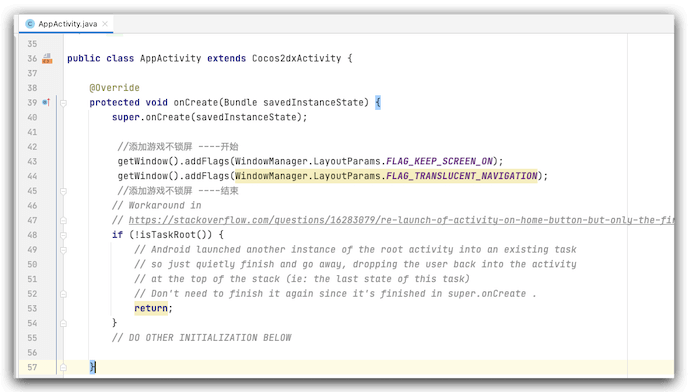 AppActivity.java
35
36 public class AppActivity extends Cocos2dxActivity {
37
38 @Override
39 protected void onCreate(Bundle savedInstanceState) {
40 super.onCreate(savedInstanceState);
41
42 //添加游戏不锁屏 ----开始
43 getWindow().addFlags(WindowManager.LayoutParams.FLAG_KEEP_SCREEN_ON);
44 getWindow().addFlags(WindowManager.LayoutParams.FLAG_TRANSLUCENT_NAVIGATION);
45 //添加游戏不锁屏 ----结束
46 // Workaround in
47 // https://stackoverflow.com/questions/16283079/re-launch-of-activity-on-home-button-but-only-the-fir
48 if (!isTaskRoot()) {
49 // Android launched another instance of the root activity into an existing task
50 // so just quietly finish and go away, dropping the user back into the activity
51 // at the top of the stack (ie: the last state of this task)
52 // Don't need to finish it again since it's finished in super.onCreate .
53 return;
54 }
55 // DO OTHER INITIALIZATION BELOW
56
57 }